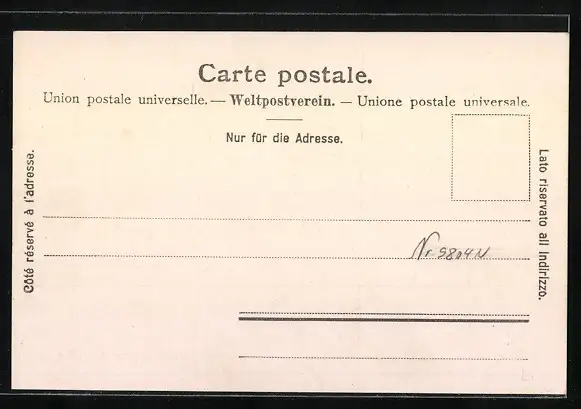 Carte postale.
Union postale universelle. — Weltpostverein. — Unione postale universale.
Nur für die Adresse.
Côté réservé à l'adresse.
Lato riservato all Indirizzo.
Nr 9804N